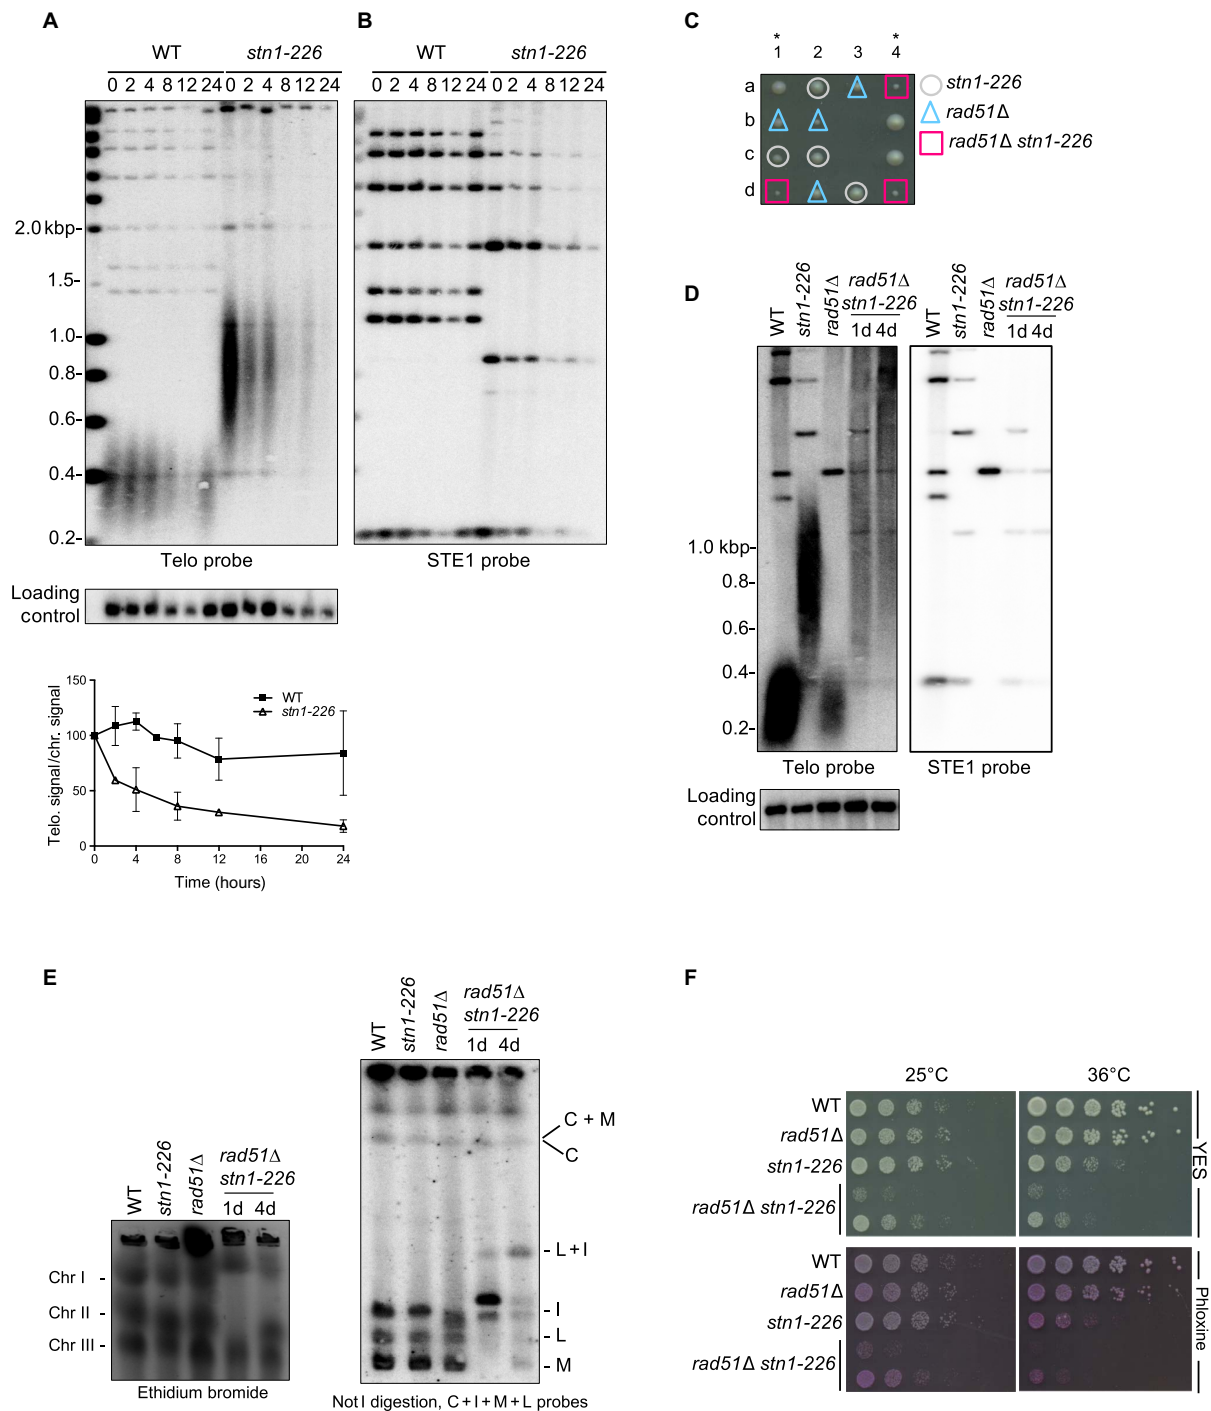 A
WT stn1-226
0 2 4 8 12 24 0 2 4 8 12 24
2.0 kbp-
1.5-
1.0-
0.8-
0.6-
0.4-
0.2-
Telo probe
Loading control
Telo. signal/chr. signal
150
100
50
0
WT
stn1-226
0 4 8 12 16 20 24
Time (hours)
B
WT stn1-226
0 2 4 8 12 24 0 2 4 8 12 24
STE1 probe
C
* *
1 2 3 4
a
b
c
d
stn1-226
rad51Δ
rad51Δ stn1-226
D
WT
stn1-226
rad51Δ
rad51Δ
stn1-226
1d 4d
1.0 kbp-
0.8-
0.6-
0.4-
0.2-
Telo probe
Loading control
WT
stn1-226
rad51Δ
rad51Δ
stn1-226
1d 4d
STE1 probe
E
WT
stn1-226
rad51Δ
rad51Δ
stn1-226
1d 4d
Chr I -
Chr II -
Chr III -
Ethidium bromide
WT
stn1-226
rad51Δ
rad51Δ
stn1-226
1d 4d
C + M
C
- L + I
- I
- L
- M
Not I digestion, C + I + M + L probes
F
25°C 36°C
WT
rad51Δ
stn1-226
rad51Δ stn1-226
YES
WT
rad51Δ
stn1-226
rad51Δ stn1-226
Phloxine